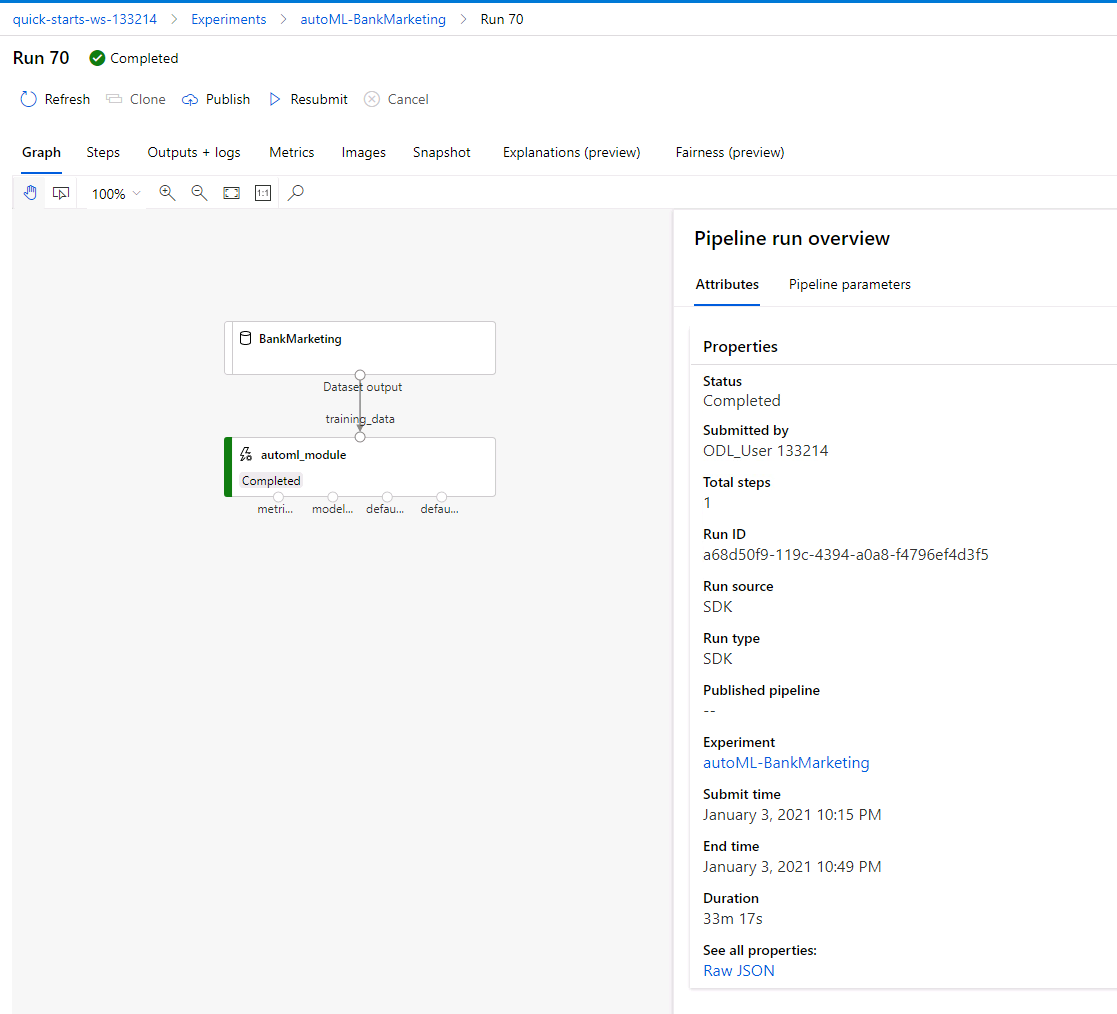 quick-starts-ws-133214 > Experiments > autoML-BankMarketing > Run 70
Run 70 Completed
Refresh Clone Publish Resubmit Cancel
Graph Steps Outputs + logs Metrics Images Snapshot Explanations (preview) Fairness (preview)
100% 1:1
BankMarketing
Dataset output
training_data
automl_module
Completed
metri... model... defau... defau...
Pipeline run overview
Attributes Pipeline parameters
Properties
Status
Completed
Submitted by
ODL_User 133214
Total steps
1
Run ID
a68d50f9-119c-4394-a0a8-f4796ef4d3f5
Run source
SDK
Run type
SDK
Published pipeline
--
Experiment
autoML-BankMarketing
Submit time
January 3, 2021 10:15 PM
End time
January 3, 2021 10:49 PM
Duration
33m 17s
See all properties:
Raw JSON